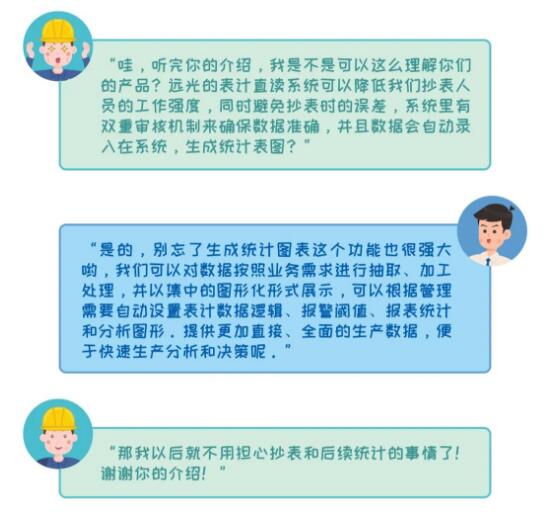 “哇，听完你的介绍，我是不是可以这么理解你们
的产品？远光的表计直读系统可以降低我们抄表人
员的工作强度，同时避免抄表时的误差，系统里有
双重审核机制来确保数据准确，并且数据会自动录
入在系统，生成统计表图？”
“是的，别忘了生成统计图表这个功能也很强大
哟，我们可以对数据按照业务需求进行抽取、加工
处理，并以集中的图形化形式展示，可以根据管理
需要自动设置表计数据逻辑、报警阈值、报表统计
和分析图形．提供更加直接、全面的生产数据，便
于快速生产分析和决策呢．”
“那我以后就不用担心抄表和后续统计的事情了!
谢谢你的介绍!”